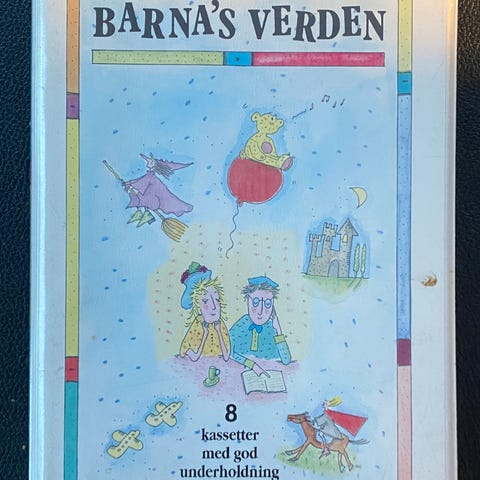 BARNA'S VERDEN
8
kassetter
med god
underholdning